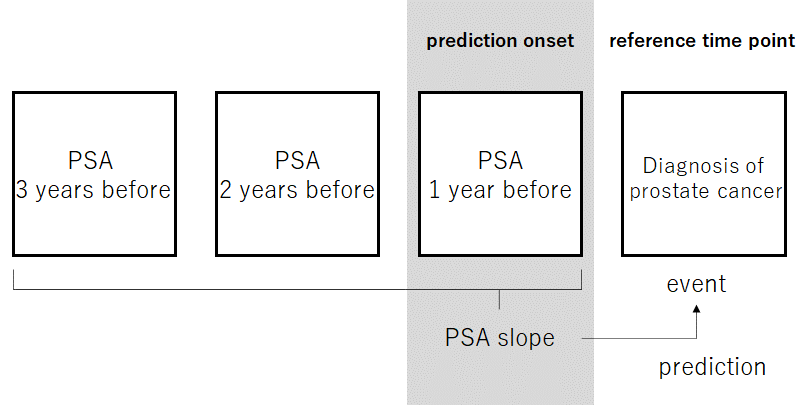 prediction onset
reference time point
PSA
3 years before
PSA
2 years before
PSA
1 year before
Diagnosis of
prostate cancer
event
PSA slope
prediction